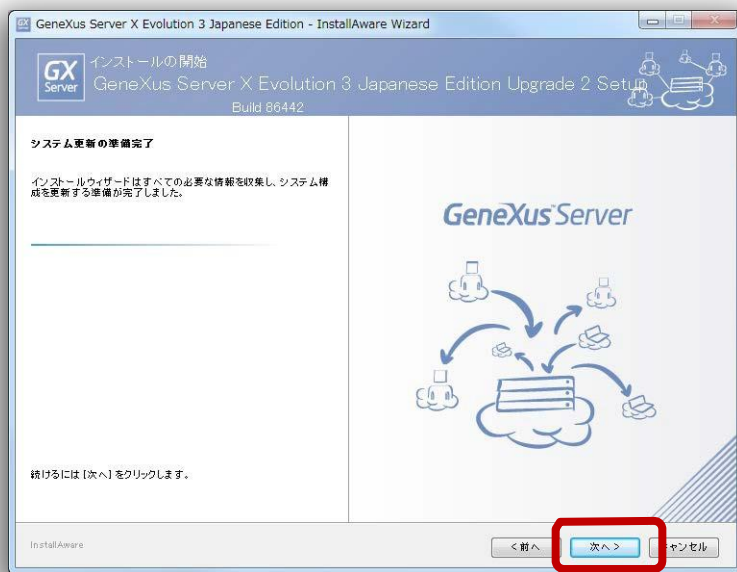 GeneXus Server X Evolution 3 Japanese Edition - InstallAware Wizard
GX
Server
インストールの開始
GeneXus Server X Evolution 3 Japanese Edition Upgrade 2 Setup
Build 86442
システム更新の準備完了
インストールウィザードはすべての必要な情報を収集し、システム構
成を更新する準備が完了しました。
GeneXus Server
続けるには [次へ] をクリックします。
InstallAware
< 前へ
次へ >
キャンセル